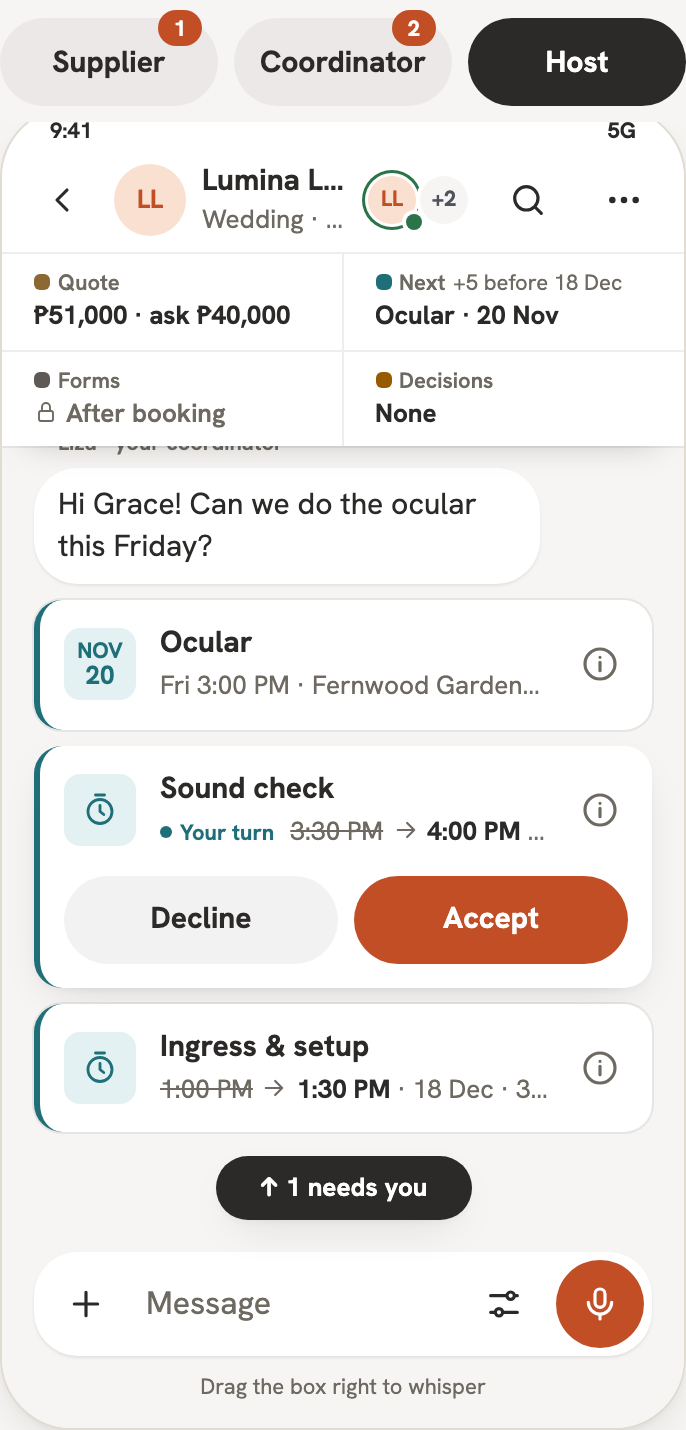 1
2
Supplier
Coordinator
Host
9:41
5G
LL
Lumina L...
Wedding · ...
LL
+2
Quote
₱51,000 · ask ₱40,000
Next +5 before 18 Dec
Ocular · 20 Nov
Forms
After booking
Decisions
None
Liza · your coordinator
Hi Grace! Can we do the ocular
this Friday?
NOV
20
Ocular
Fri 3:00 PM · Fernwood Garden...
Sound check
Your turn 3:30 PM → 4:00 PM ...
Decline
Accept
Ingress & setup
1:00 PM → 1:30 PM · 18 Dec · 3...
↑ 1 needs you
Message
Drag the box right to whisper